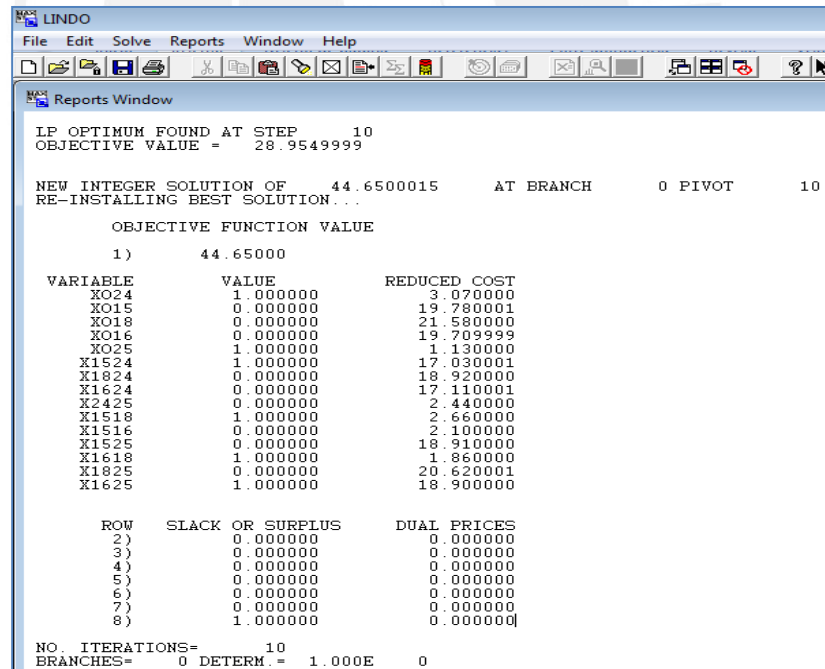 LINDO
File Edit Solve Reports Window Help
Reports Window
LP OPTIMUM FOUND AT STEP 10
OBJECTIVE VALUE = 28.9549999
NEW INTEGER SOLUTION OF 44.6500015 AT BRANCH 0 PIVOT 10
RE-INSTALLING BEST SOLUTION...
OBJECTIVE FUNCTION VALUE
1) 44.65000
VARIABLE VALUE REDUCED COST
XO24 1.000000 3.070000
XO15 0.000000 19.780001
XO18 0.000000 21.580000
XO16 0.000000 19.709999
XO25 1.000000 1.130000
X1524 1.000000 17.030001
X1824 0.000000 18.920000
X1624 0.000000 17.110001
X2425 0.000000 2.440000
X1518 1.000000 2.660000
X1516 0.000000 2.100000
X1525 0.000000 18.910000
X1618 1.000000 1.860000
X1825 0.000000 20.620001
X1625 1.000000 18.900000
ROW SLACK OR SURPLUS DUAL PRICES
2) 0.000000 0.000000
3) 0.000000 0.000000
4) 0.000000 0.000000
5) 0.000000 0.000000
6) 0.000000 0.000000
7) 0.000000 0.000000
8) 1.000000 0.000000
NO. ITERATIONS= 10
BRANCHES= 0 DETERM.= 1.000E 0